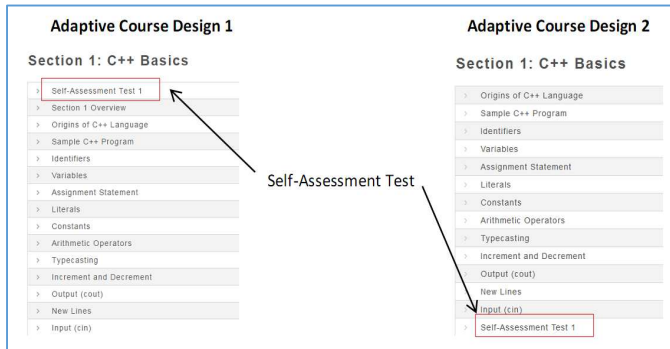 Adaptive Course Design 1
Section 1: C++ Basics
> Self-Assessment Test 1
> Section 1 Overview
> Origins of C++ Language
> Sample C++ Program
> Identifiers
> Variables
> Assignment Statement
> Literals
> Constants
> Arithmetic Operators
> Typecasting
> Increment and Decrement
> Output (cout)
> New Lines
> Input (cin)
Self-Assessment Test
Adaptive Course Design 2
Section 1: C++ Basics
> Origins of C++ Language
> Sample C++ Program
> Identifiers
> Variables
> Assignment Statement
> Literals
> Constants
> Arithmetic Operators
> Typecasting
> Increment and Decrement
> Output (cout)
New Lines
> Input (cin)
> Self-Assessment Test 1